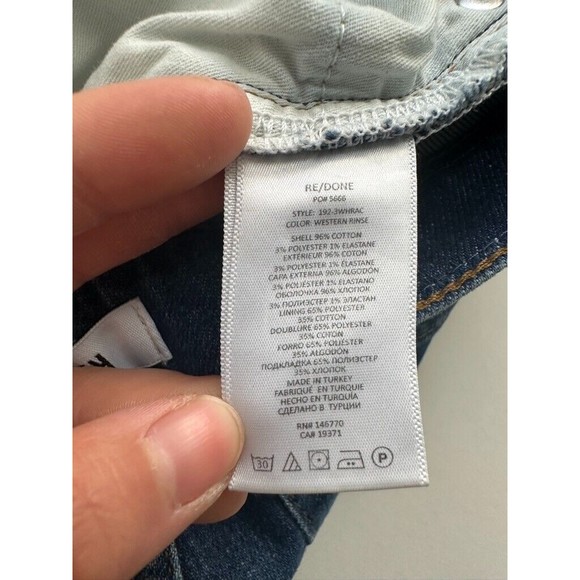 RE/DONE
PO# 5666
STYLE: 192-3WHRAC
COLOR: WESTERN RINSE
SHELL 96% COTTON
3% POLYESTER 1% ELASTANE
EXTÉRIEUR 96% COTON
3% POLYESTER 1% ÉLASTANE
CAPA EXTERNA 96% ALGODÓN
3% POLIÉSTER 1% ELASTANO
ОБОЛОЧКА 96% ХЛОПОК
3% ПОЛИЭСТЕР 1% ЭЛАСТАН
LINING 65% POLYESTER
35% COTTON
DOUBLURE 65% POLYESTER
35% COTON
FORRO 65% POLIÉSTER
35% ALGODÓN
ПОДКЛАДКА 65% ПОЛИЭСТЕР
35% ХЛОПОК
MADE IN TURKEY
FABRIQUÉ EN TURQUIE
HECHO EN TURQUÍA
СДЕЛАНО В ТУРЦИИ
RN# 146770
CA# 19371
30 P